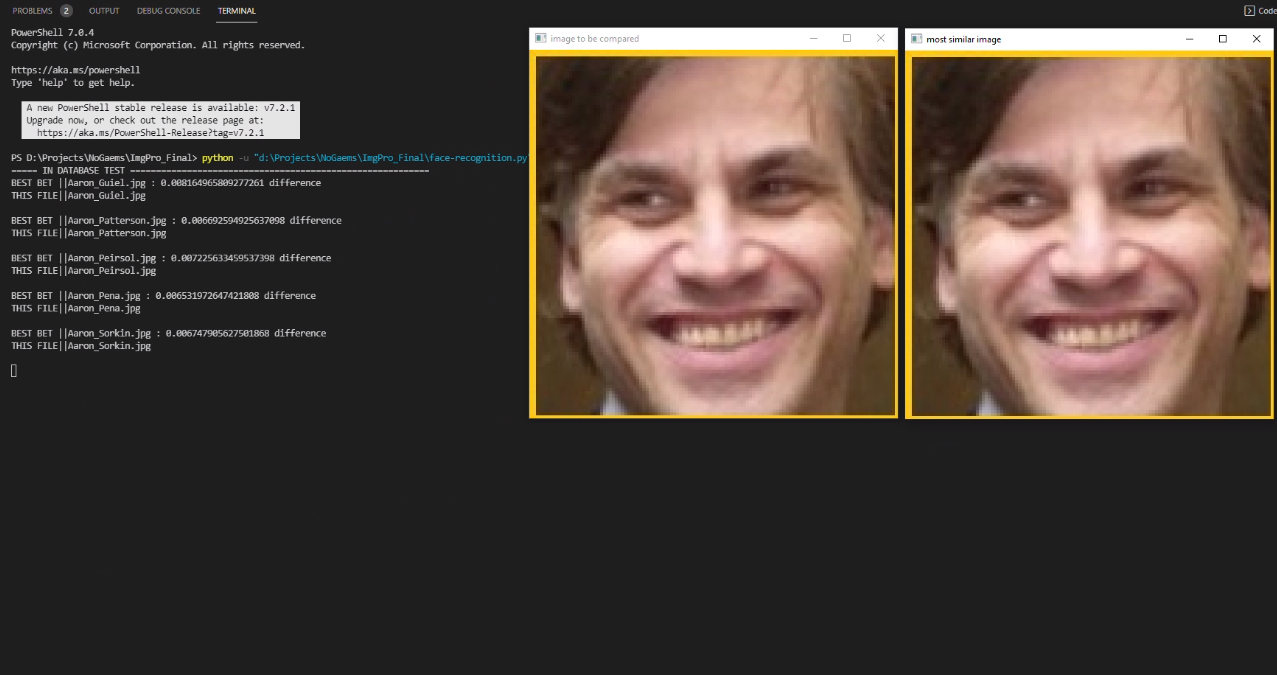 PROBLEMS 2 OUTPUT DEBUG CONSOLE TERMINAL
Code
PowerShell 7.0.4
Copyright (c) Microsoft Corporation. All rights reserved.
https://aka.ms/powershell
Type 'help' to get help.
A new PowerShell stable release is available: v7.2.1
Upgrade now, or check out the release page at:
https://aka.ms/PowerShell-Release?tag=v7.2.1
PS D:\Projects\NoGaems\ImgPro_Final> python -u "d:\Projects\NoGaems\ImgPro_Final\face-recognition.py"
----- IN DATABASE TEST ----------------------------------------------------------
BEST BET ||Aaron_Guiel.jpg : 0.008164965809277261 difference
THIS FILE||Aaron_Guiel.jpg
BEST BET ||Aaron_Patterson.jpg : 0.006692594925637098 difference
THIS FILE||Aaron_Patterson.jpg
BEST BET ||Aaron_Peirsol.jpg : 0.007225633459537398 difference
THIS FILE||Aaron_Peirsol.jpg
BEST BET ||Aaron_Pena.jpg : 0.006531972647421808 difference
THIS FILE||Aaron_Pena.jpg
BEST BET ||Aaron_Sorkin.jpg : 0.006747905627501868 difference
THIS FILE||Aaron_Sorkin.jpg
image to be compared
most similar image